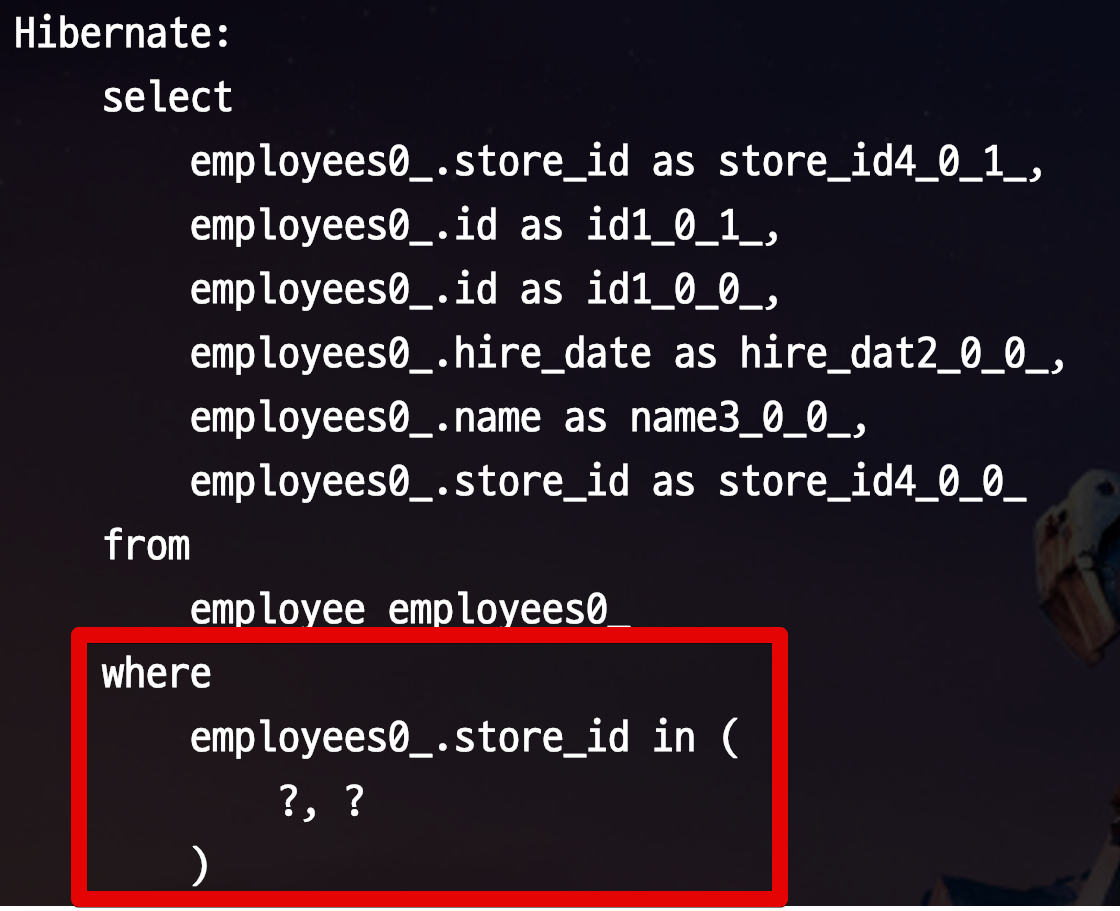 Hibernate:
select
employees0_.store_id as store_id4_0_1_,
employees0_.id as id1_0_1_,
employees0_.id as id1_0_0_,
employees0_.hire_date as hire_dat2_0_0_,
employees0_.name as name3_0_0_,
employees0_.store_id as store_id4_0_0_
from
employee employees0_
where
employees0_.store_id in (
?, ?
)